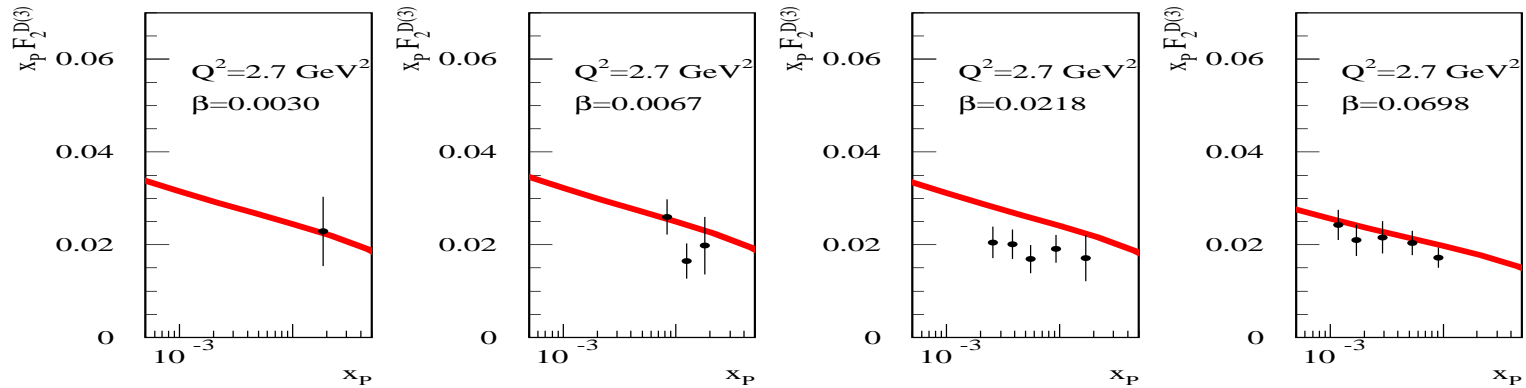 x_p F_2^{D(3)}
0.06
0.04
0.02
0
Q^2=2.7 GeV^2
β=0.0030
10^{-3}
x_P
x_p F_2^{D(3)}
0.06
0.04
0.02
0
Q^2=2.7 GeV^2
β=0.0067
10^{-3}
x_P
x_p F_2^{D(3)}
0.06
0.04
0.02
0
Q^2=2.7 GeV^2
β=0.0218
10^{-3}
x_P
x_p F_2^{D(3)}
0.06
0.04
0.02
0
Q^2=2.7 GeV^2
β=0.0698
10^{-3}
x_P